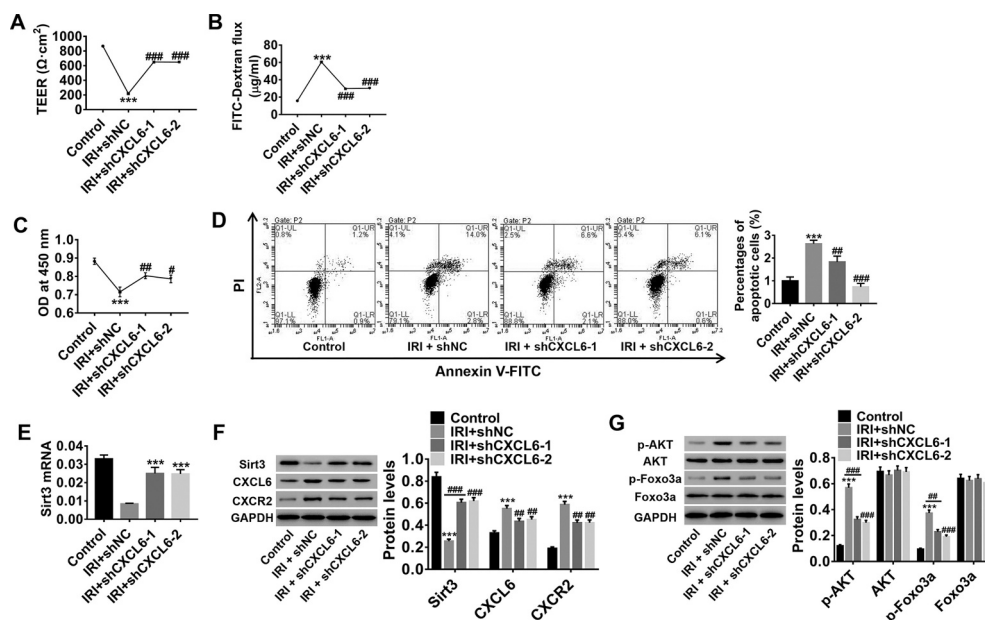 A
TEER (Ω·cm²)
1000
800
600
400
200
0
***
###
###
Control
IRI+shNC
IRI+shCXCL6-1
IRI+shCXCL6-2
B
FITC-Dextran flux
(μg/ml)
80
60
40
20
0
***
###
###
Control
IRI+shNC
IRI+shCXCL6-1
IRI+shCXCL6-2
C
OD at 450 nm
1.0
0.9
0.8
0.7
0.6
***
##
#
Control
IRI+shNC
IRI+shCXCL6-1
IRI+shCXCL6-2
D
PI
Gate: P2
Q1-UL
0.8%
Q1-UR
1.2%
Q1-LL
97.1%
Q1-LR
0.9%
FL2-A
FL1-A
Control
Gate: P2
Q1-UL
4.1%
Q1-UR
14.0%
Q1-LL
79.1%
Q1-LR
2.8%
FL1-A
IRI + shNC
Gate: P2
Q1-UL
2.5%
Q1-UR
6.6%
Q1-LL
88.8%
Q1-LR
2.1%
FL1-A
IRI + shCXCL6-1
Gate: P2
Q1-UL
5.4%
Q1-UR
6.1%
Q1-LL
88.0%
Q1-LR
0.6%
FL1-A
IRI + shCXCL6-2
Annexin V-FITC
Percentages of
apoptotic cells (%)
3
2
1
0
***
##
###
Control
IRI+shNC
IRI+shCXCL6-1
IRI+shCXCL6-2
E
Sirt3 mRNA
0.04
0.03
0.02
0.01
0.00
***
***
Control
IRI+shNC
IRI+shCXCL6-1
IRI+shCXCL6-2
F
Sirt3
CXCL6
CXCR2
GAPDH
Control
IRI + shNC
IRI + shCXCL6-1
IRI + shCXCL6-2
Control
IRI+shNC
IRI+shCXCL6-1
IRI+shCXCL6-2
Protein levels
1.0
0.8
0.6
0.4
0.2
0.0
***
###
###
***
##
##
***
##
##
Sirt3
CXCL6
CXCR2
G
p-AKT
AKT
p-Foxo3a
Foxo3a
GAPDH
Control
IRI + shNC
IRI + shCXCL6-1
IRI + shCXCL6-2
Control
IRI+shNC
IRI+shCXCL6-1
IRI+shCXCL6-2
Protein levels
0.8
0.6
0.4
0.2
0.0
###
***
###
##
***
###
p-AKT
AKT
p-Foxo3a
Foxo3a